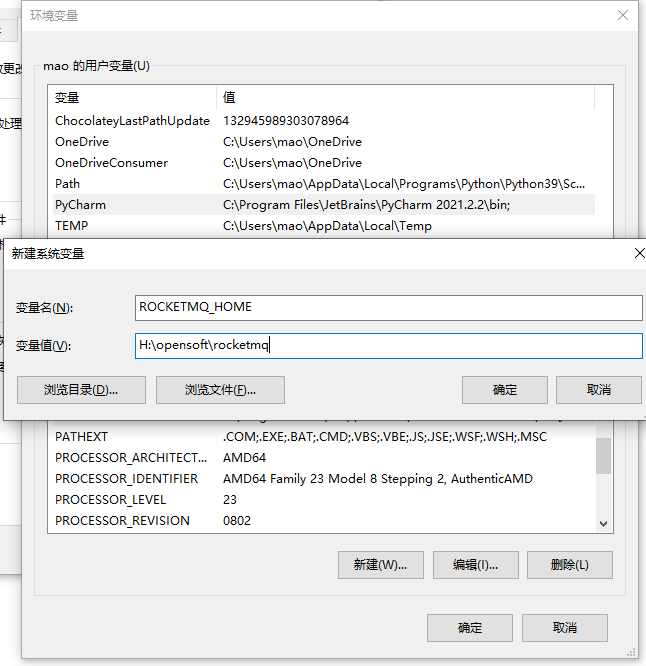 环境变量
mao 的用户变量(U)
变量 值
ChocolateyLastPathUpdate 132945989303078964
OneDrive C:\Users\mao\OneDrive
OneDriveConsumer C:\Users\mao\OneDrive
Path C:\Users\mao\AppData\Local\Programs\Python\Python39\Sc...
PyCharm C:\Program Files\JetBrains\PyCharm 2021.2.2\bin;
TEMP C:\Users\mao\AppData\Local\Temp
新建系统变量
变量名(N): ROCKETMQ_HOME
变量值(V): H:\opensoft\rocketmq
浏览目录(D)... 浏览文件(F)... 确定 取消
PATHEXT .COM;.EXE;.BAT;.CMD;.VBS;.VBE;.JS;.JSE;.WSF;.WSH;.MSC
PROCESSOR_ARCHITECT... AMD64
PROCESSOR_IDENTIFIER AMD64 Family 23 Model 8 Stepping 2, AuthenticAMD
PROCESSOR_LEVEL 23
PROCESSOR_REVISION 0802
新建(W)... 编辑(I)... 删除(L)
确定 取消
更改
处理
件